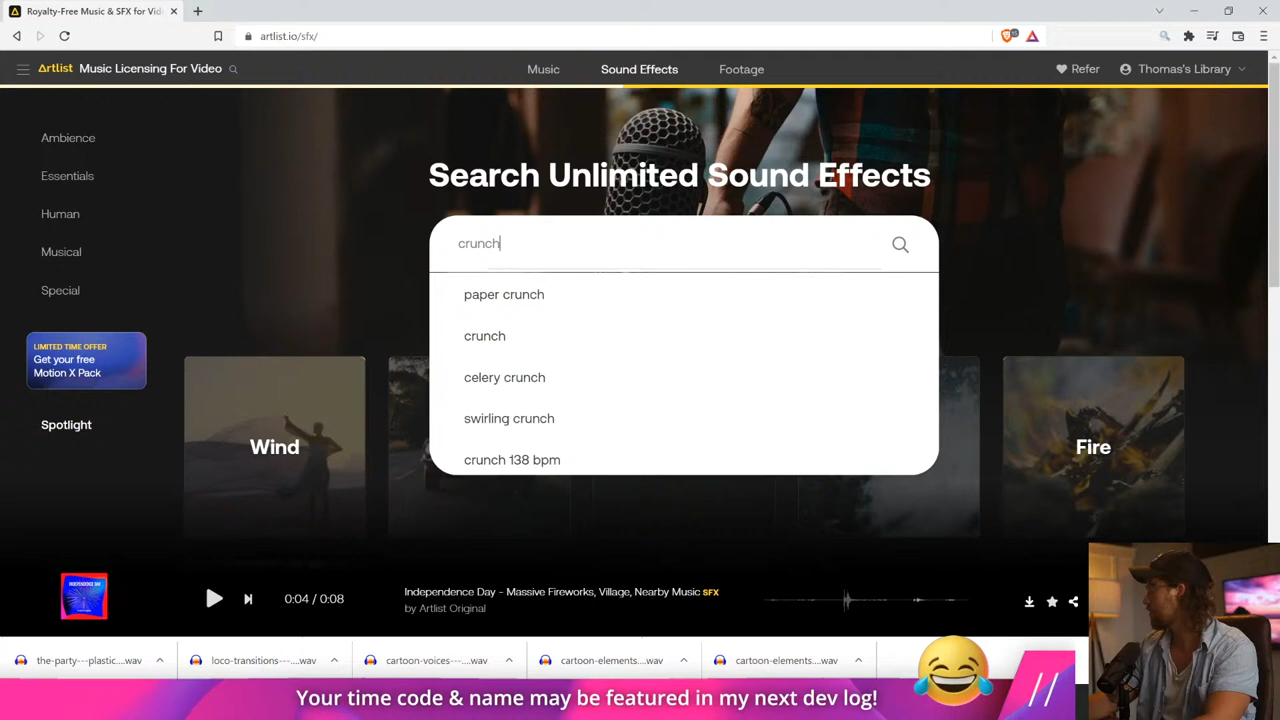 Royalty-Free Music & SFX for Vid
artlist.io/sfx/
Artlist Music Licensing For Video
Music
Sound Effects
Footage
Refer
Thomas's Library
Ambience
Essentials
Human
Musical
Special
LIMITED TIME OFFER
Get your free
Motion X Pack
Spotlight
Search Unlimited Sound Effects
crunch
paper crunch
crunch
celery crunch
swirling crunch
crunch 138 bpm
Wind
Fire
INDEPENDENCE DAY
0:04 / 0:08
Independence Day - Massive Fireworks, Village, Nearby Music SFX
by Artlist Original
the-party---plastic....wav
loco-transitions---....wav
cartoon-voices---....wav
cartoon-elements....wav
cartoon-elements....wav
Your time code & name may be featured in my next dev log!
//